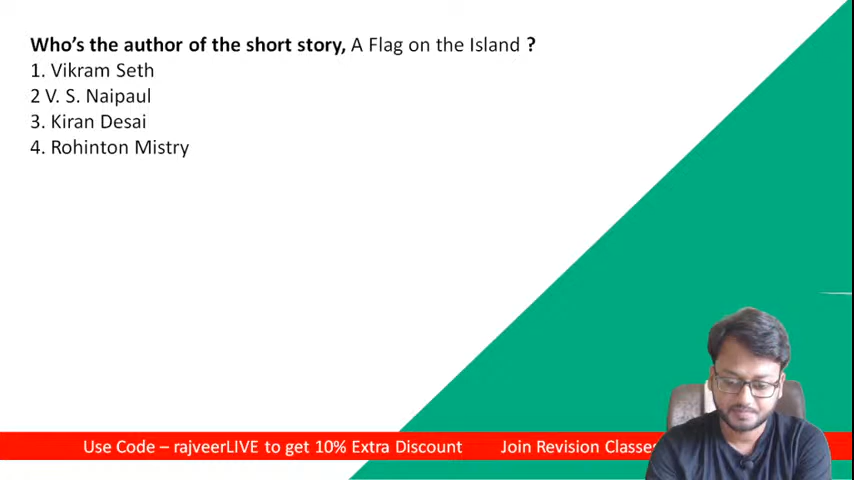 Who's the author of the short story, A Flag on the Island ?
1. Vikram Seth
2 V. S. Naipaul
3. Kiran Desai
4. Rohinton Mistry
Use Code – rajveerLIVE to get 10% Extra Discount Join Revision Classes